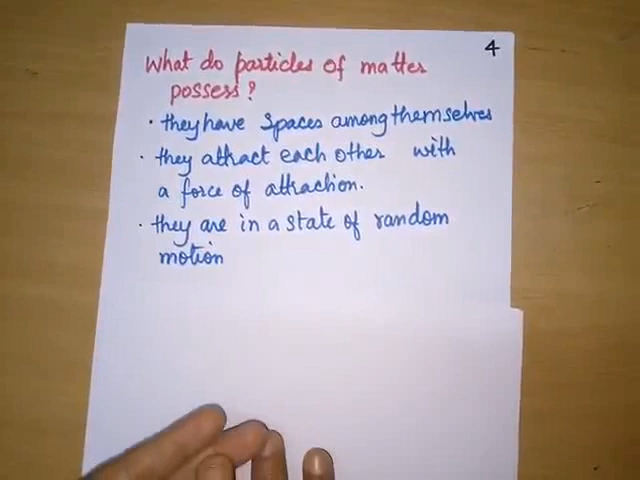 4
What do particles of matter
possess?
• they have spaces among themselves
• they attract each other with
a force of attraction.
• they are in a state of random
motion